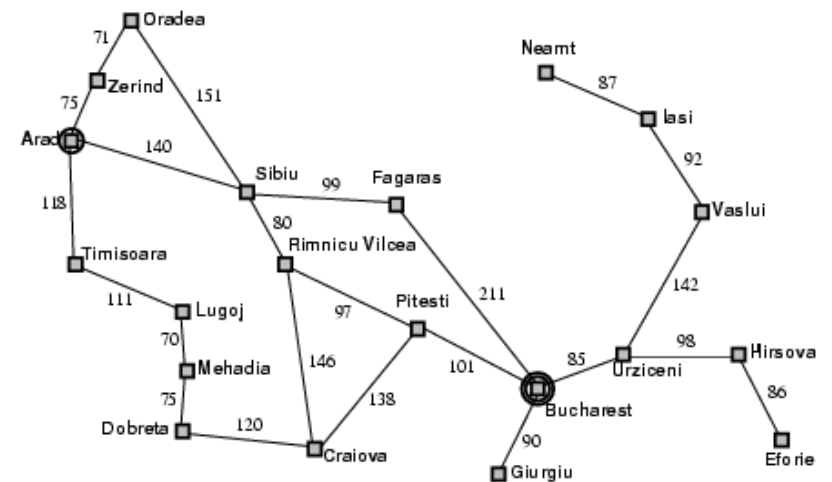 Oradea
Neamt
71
87
Zerind
151
Iasi
75
Arad
140
92
Sibiu
99
Fagaras
118
80
Vaslui
Timisoara
Rimnicu Vilcea
142
111
Lugoj
97
Pitesti
211
70
98
Hirsova
Mehadia
146
101
85
Urziceni
75
138
86
Dobreta
120
Bucharest
90
Craiova
Eforie
Giurgiu